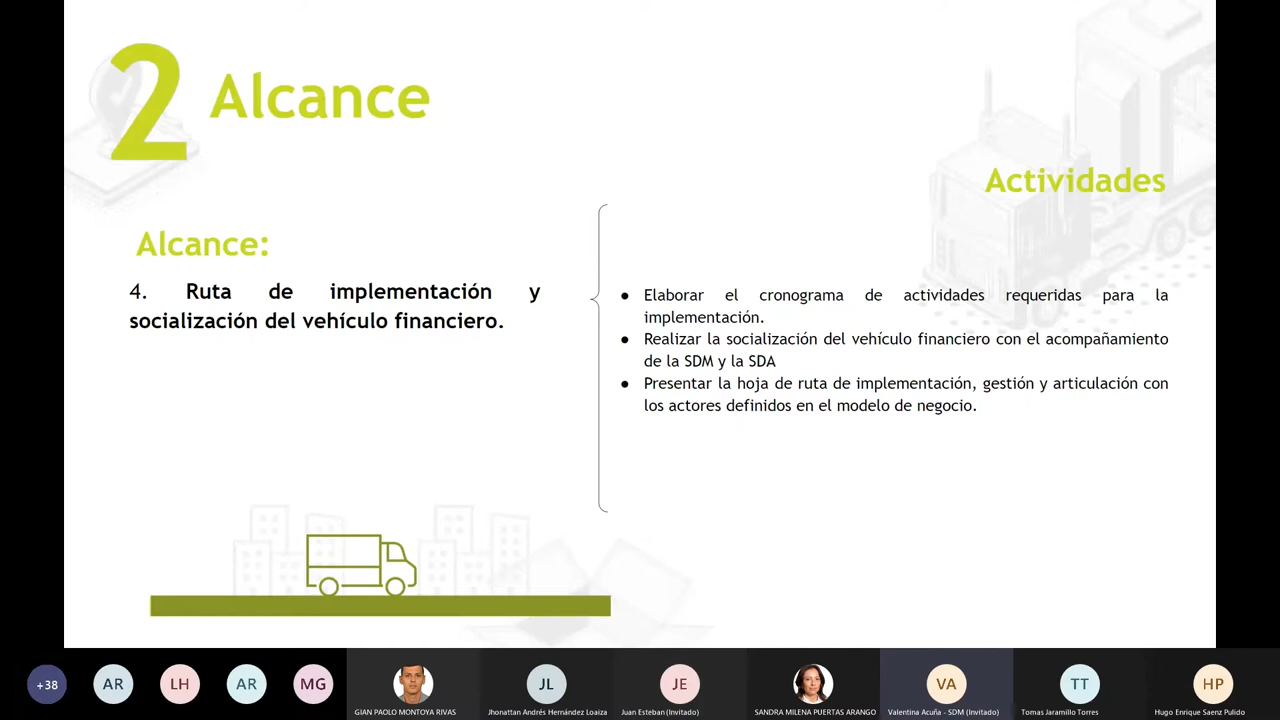 2 Alcance
Actividades
Alcance:
4. Ruta de implementación y
socialización del vehículo financiero.
● Elaborar el cronograma de actividades requeridas para la
implementación.
● Realizar la socialización del vehículo financiero con el acompañamiento
de la SDM y la SDA
● Presentar la hoja de ruta de implementación, gestión y articulación con
los actores definidos en el modelo de negocio.
+38 AR LH AR MG JL JE VA TT HP
GIAN PAOLO MONTOYA RIVAS Jhonattan Andrés Hernández Loaiza Juan Esteban (Invitado) SANDRA MILENA PUERTAS ARANGO Valentina Acuña - SDM (Invitado) Tomas Jaramillo Torres Hugo Enrique Saenz Pulido